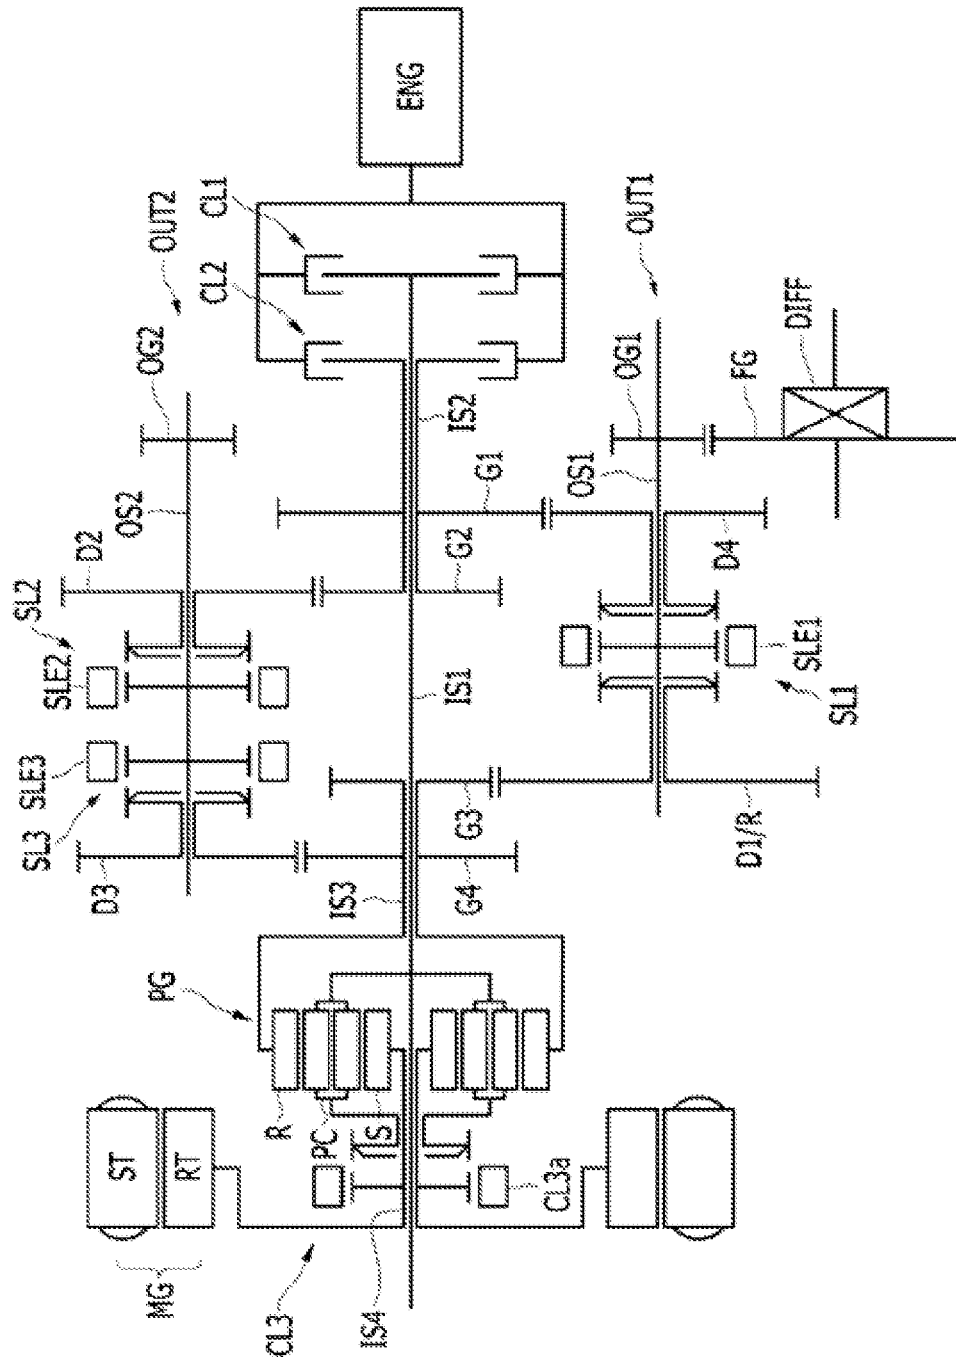 ENG
CL1
CL2
OUT2
OUT1
OG2
OG1
DIFF
FG
IS2
G1
OS1
OS2
D2
G2
D4
SL2
SLE2
SLE1
SL1
IS1
SLE3
SL3
D3
G3
D1/R
G4
IS3
PG
R
PC
S
ST
RT
CL3a
MG
CL3
IS4